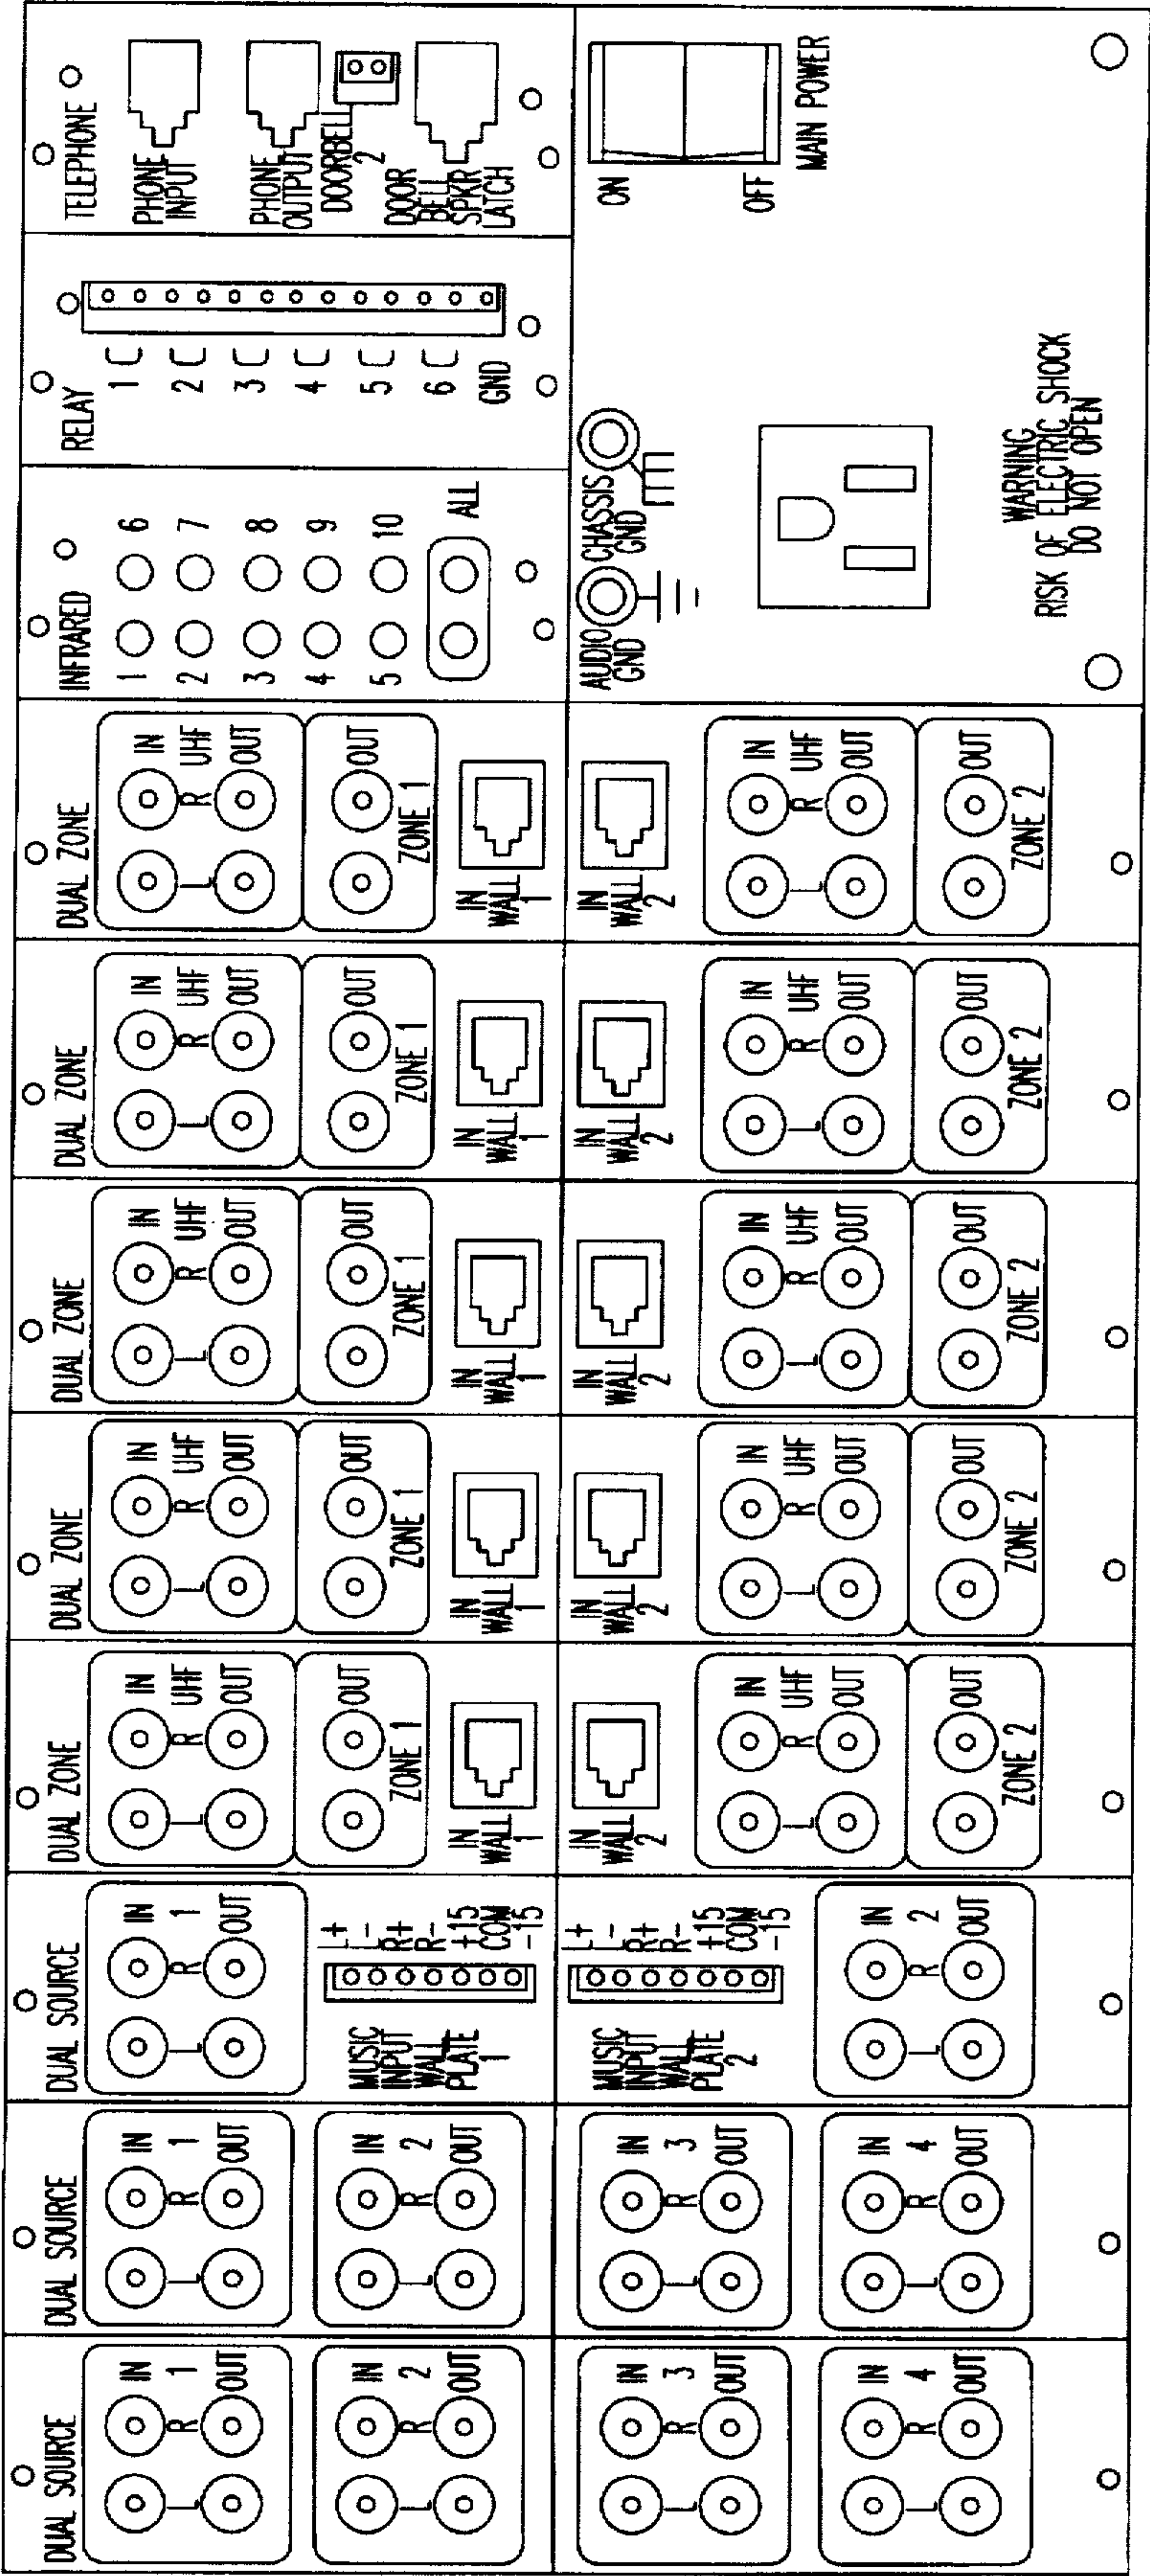 DUAL SOURCE
IN
1
L R
OUT
IN
2
L R
OUT
IN
3
L R
OUT
IN
4
L R
OUT
DUAL SOURCE
IN
1
L R
OUT
IN
2
L R
OUT
IN
3
L R
OUT
IN
4
L R
OUT
DUAL SOURCE
IN
1
L R
OUT
MUSIC
INPUT
WALL
PLATE
1
L+
L-
R+
R-
+15
COM
-15
MUSIC
INPUT
WALL
PLATE
2
L+
L-
R+
R-
+15
COM
-15
IN
2
L R
OUT
DUAL ZONE
IN
L R UHF
OUT
OUT
ZONE 1
IN
WALL
1
IN
WALL
2
IN
L R UHF
OUT
OUT
ZONE 2
DUAL ZONE
IN
L R UHF
OUT
OUT
ZONE 1
IN
WALL
1
IN
WALL
2
IN
L R UHF
OUT
OUT
ZONE 2
DUAL ZONE
IN
L R UHF
OUT
OUT
ZONE 1
IN
WALL
1
IN
WALL
2
IN
L R UHF
OUT
OUT
ZONE 2
DUAL ZONE
IN
L R UHF
OUT
OUT
ZONE 1
IN
WALL
1
IN
WALL
2
IN
L R UHF
OUT
OUT
ZONE 2
DUAL ZONE
IN
L R UHF
OUT
OUT
ZONE 1
IN
WALL
1
IN
WALL
2
IN
L R UHF
OUT
OUT
ZONE 2
INFRARED
1 6
2 7
3 8
4 9
5 10
ALL
RELAY
1
2
3
4
5
6
GND
TELEPHONE
PHONE
INPUT
PHONE
OUTPUT
DOORBELL
2
DOOR
BELL
SPKR
LATCH
AUDIO
GND
CHASSIS
GND
ON
OFF
MAIN POWER
WARNING
RISK OF ELECTRIC SHOCK
DO NOT OPEN